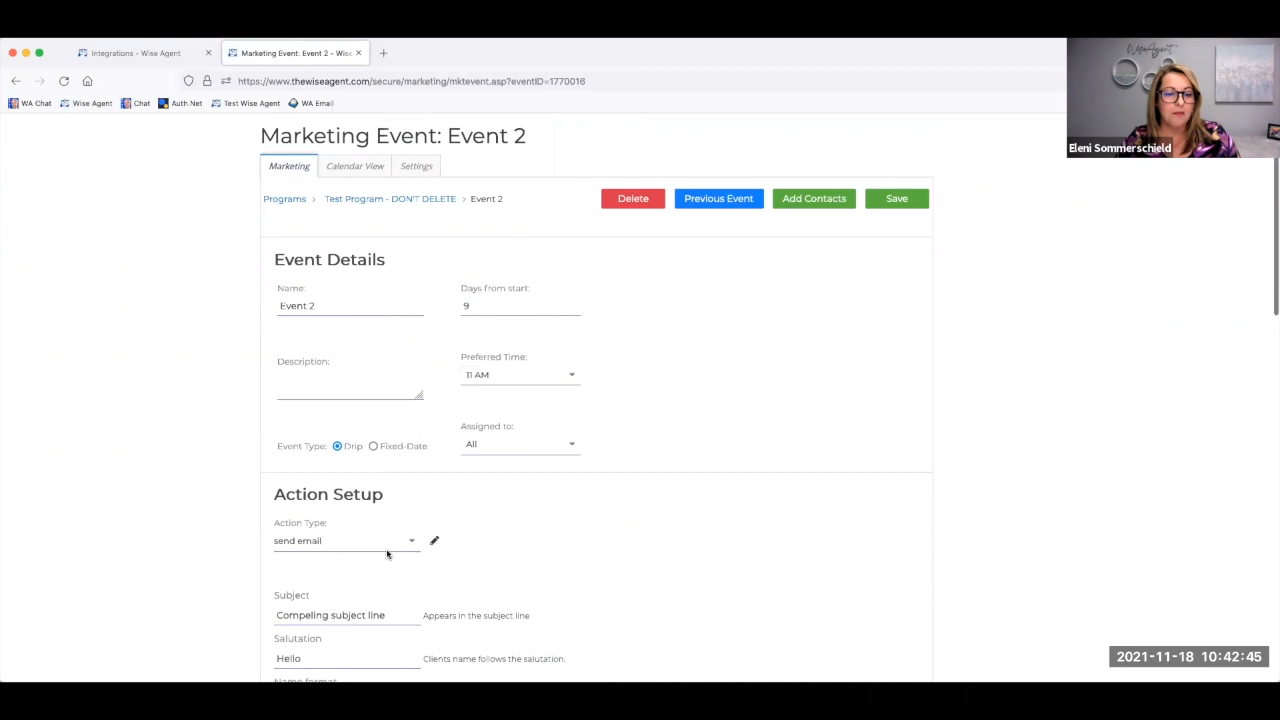 Integrations - Wise Agent
Marketing Event: Event 2 - Wis
https://www.thewiseagent.com/secure/marketing/mktevent.asp?eventID=1770016
WA Chat Wise Agent Chat Auth.Net Test Wise Agent WA Email
WiseAgent
Eleni Sommerschield
Marketing Event: Event 2
Marketing Calendar View Settings
Programs > Test Program - DON'T DELETE > Event 2
Delete Previous Event Add Contacts Save
Event Details
Name: Days from start:
Event 2 9
Description: Preferred Time:
11 AM
Assigned to:
Event Type: Drip Fixed-Date All
Action Setup
Action Type:
send email
Subject
Compeling subject line Appears in the subject line
Salutation
Hello Clients name follows the salutation.
Name format
2021-11-18 10:42:45